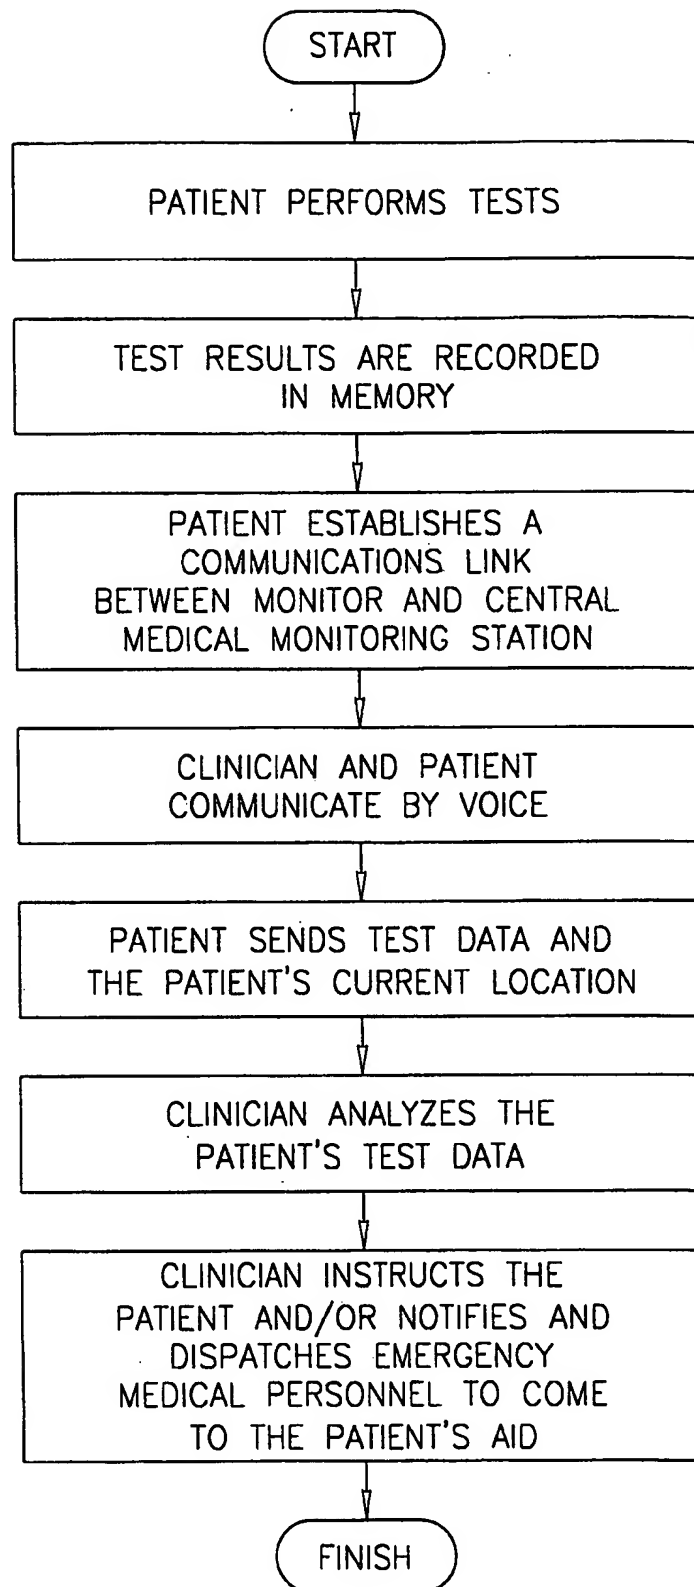 START
PATIENT PERFORMS TESTS
TEST RESULTS ARE RECORDED
IN MEMORY
PATIENT ESTABLISHES A
COMMUNICATIONS LINK
BETWEEN MONITOR AND CENTRAL
MEDICAL MONITORING STATION
CLINICIAN AND PATIENT
COMMUNICATE BY VOICE
PATIENT SENDS TEST DATA AND
THE PATIENT'S CURRENT LOCATION
CLINICIAN ANALYZES THE
PATIENT'S TEST DATA
CLINICIAN INSTRUCTS THE
PATIENT AND/OR NOTIFIES AND
DISPATCHES EMERGENCY
MEDICAL PERSONNEL TO COME
TO THE PATIENT'S AID
FINISH